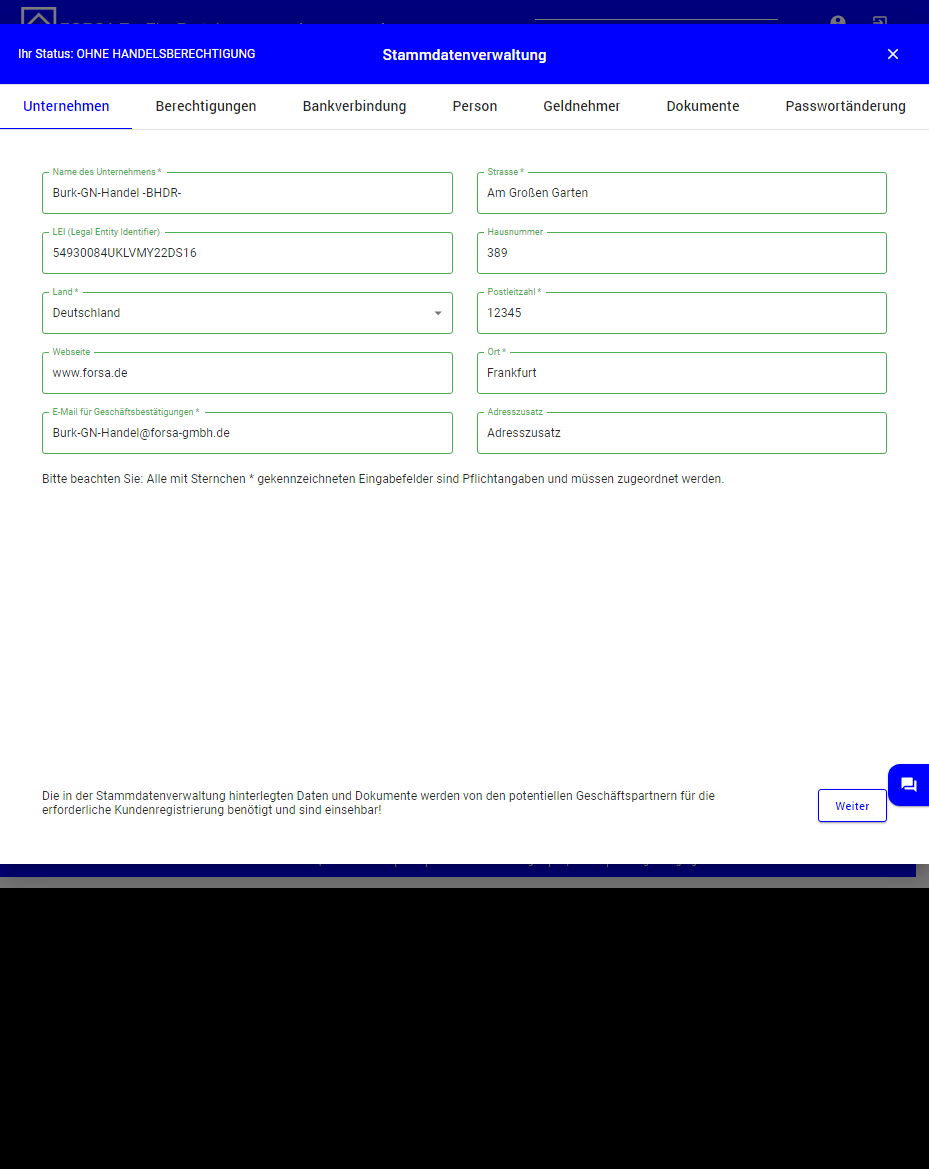 Ihr Status: OHNE HANDELSBERECHTIGUNG
Stammdatenverwaltung
Unternehmen Berechtigungen Bankverbindung Person Geldnehmer Dokumente Passwortänderung
Name des Unternehmens * Strasse *
Burk-GN-Handel -BHDR- Am Großen Garten
LEI (Legal Entity Identifier) Hausnummer
54930084UKLVMY22DS16 389
Land * Postleitzahl *
Deutschland 12345
Webseite Ort *
www.forsa.de Frankfurt
E-Mail für Geschäftsbestätigungen * Adresszusatz
Burk-GN-Handel@forsa-gmbh.de Adresszusatz
Bitte beachten Sie: Alle mit Sternchen * gekennzeichneten Eingabefelder sind Pflichtangaben und müssen zugeordnet werden.
Die in der Stammdatenverwaltung hinterlegten Daten und Dokumente werden von den potentiellen Geschäftspartnern für die
erforderliche Kundenregistrierung benötigt und sind einsehbar!
Weiter